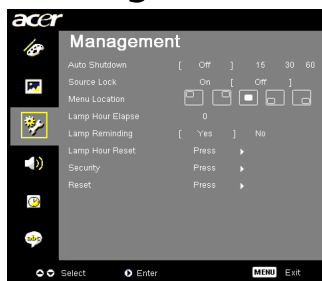 acer
Management
Auto Shutdown [ Off ] 15 30 60
Source Lock On [ Off ]
Menu Location
Lamp Hour Elapse 0
Lamp Reminding [ Yes ] No
Lamp Hour Reset Press
Security Press
Reset Press
abc
Select Enter MENU Exit